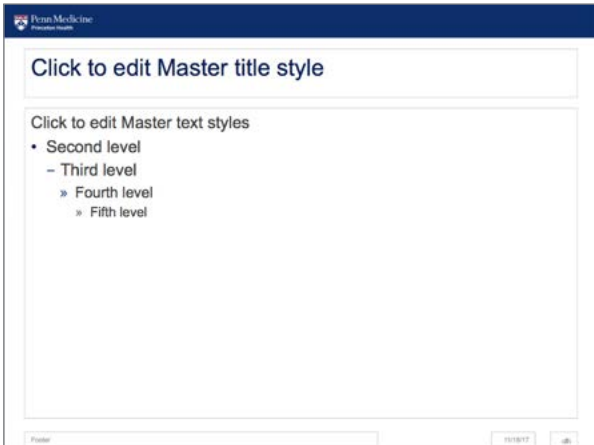 Penn Medicine
Princeton Health
Click to edit Master title style
Click to edit Master text styles
• Second level
– Third level
» Fourth level
» Fifth level
Footer
11/18/17
‹#›